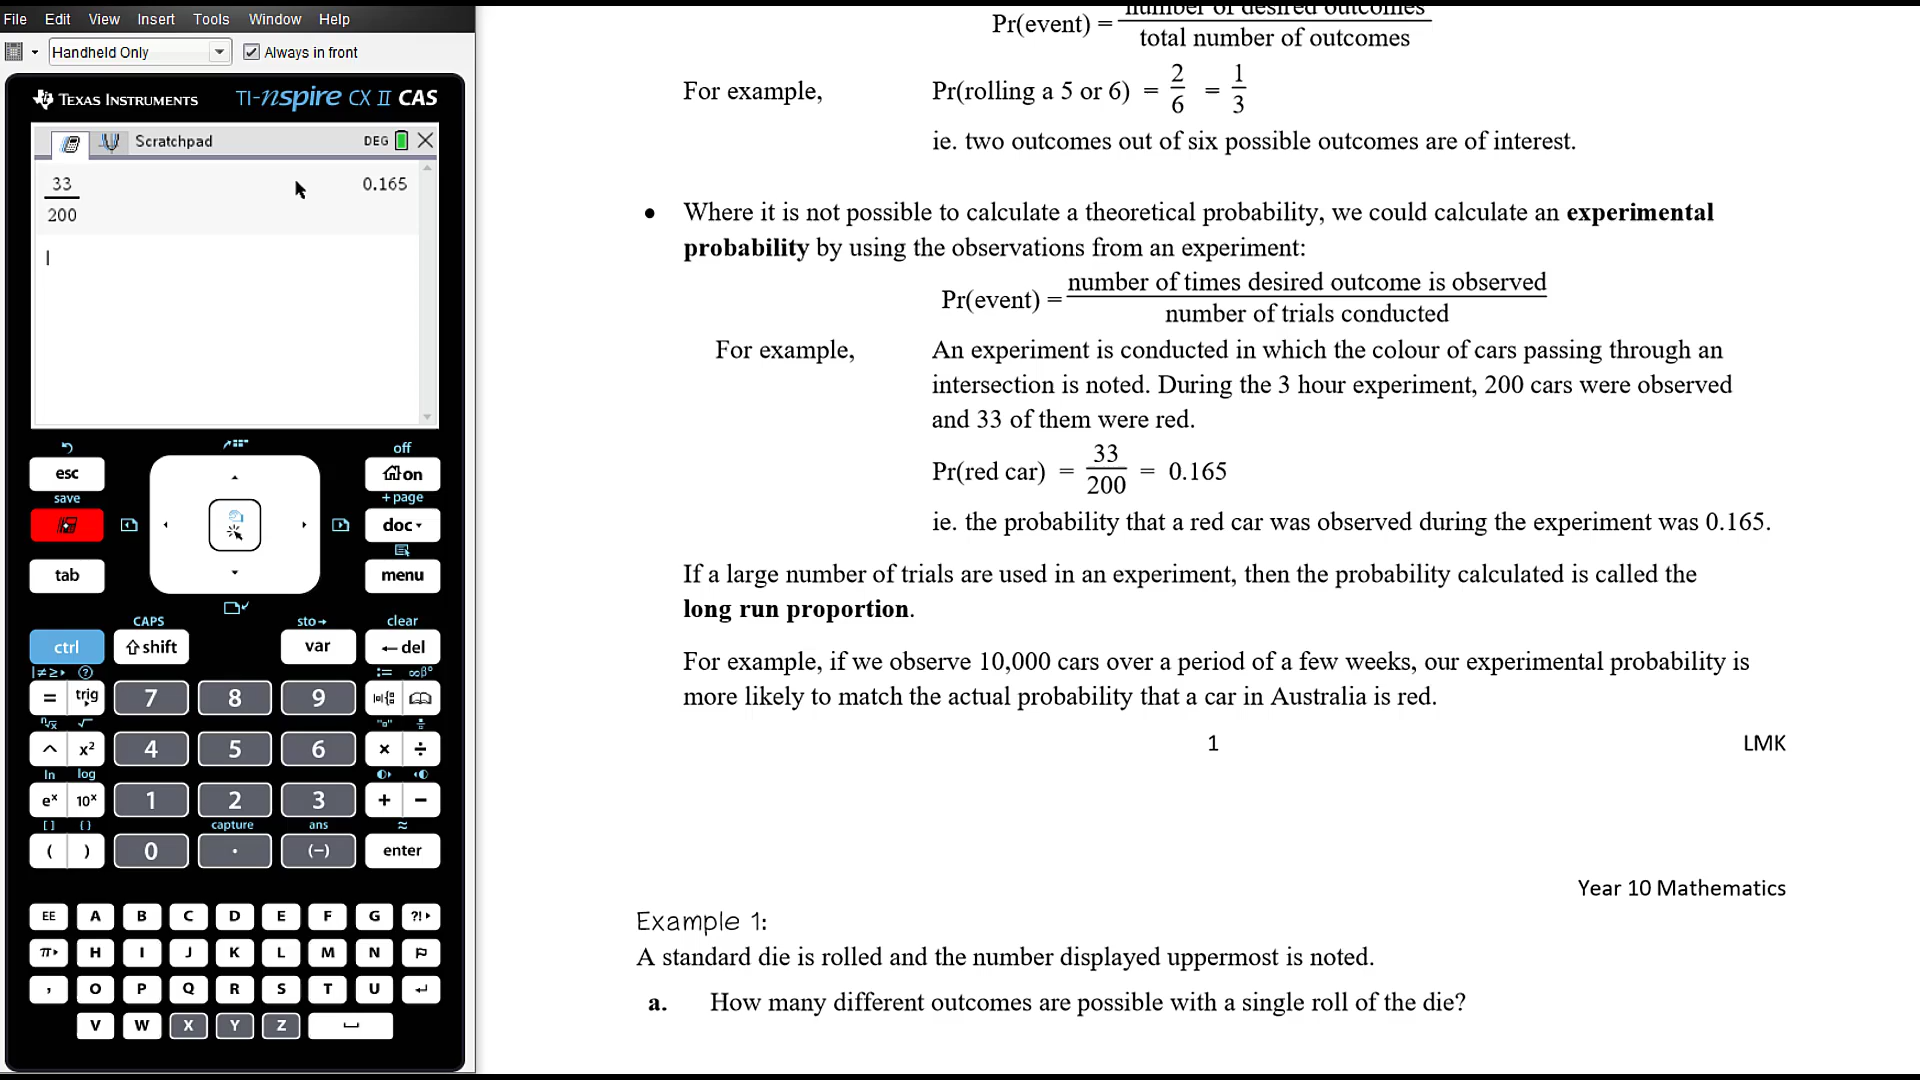 File Edit View Insert Tools Window Help
Handheld Only Always in front
Pr(event) = number of desired outcomes
total number of outcomes
For example, Pr(rolling a 5 or 6) = 2/6 = 1/3
ie. two outcomes out of six possible outcomes are of interest.
• Where it is not possible to calculate a theoretical probability, we could calculate an experimental
probability by using the observations from an experiment:
Pr(event) = number of times desired outcome is observed
number of trials conducted
For example, An experiment is conducted in which the colour of cars passing through an
intersection is noted. During the 3 hour experiment, 200 cars were observed
and 33 of them were red.
Pr(red car) = 33/200 = 0.165
ie. the probability that a red car was observed during the experiment was 0.165.
If a large number of trials are used in an experiment, then the probability calculated is called the
long run proportion.
For example, if we observe 10,000 cars over a period of a few weeks, our experimental probability is
more likely to match the actual probability that a car in Australia is red.
1 LMK
Year 10 Mathematics
Example 1:
A standard die is rolled and the number displayed uppermost is noted.
a. How many different outcomes are possible with a single roll of the die?
TEXAS INSTRUMENTS TI-nspire CX II CAS
Scratchpad DEG
33
200
0.165
off
esc on
save + page
doc
tab menu
CAPS sto→ clear
ctrl shift var ←del
|≠≥▸ ? := ∞β°
= trig 7 8 9
ⁿ√x √ "□" ÷
^ x² 4 5 6 × ÷
ln log
eˣ 10ˣ 1 2 3 + −
[ ] { } capture ans ≈
( ) 0 . (−) enter
EE A B C D E F G ?!▸
π▸ H I J K L M N
, O P Q R S T U ↵
V W X Y Z